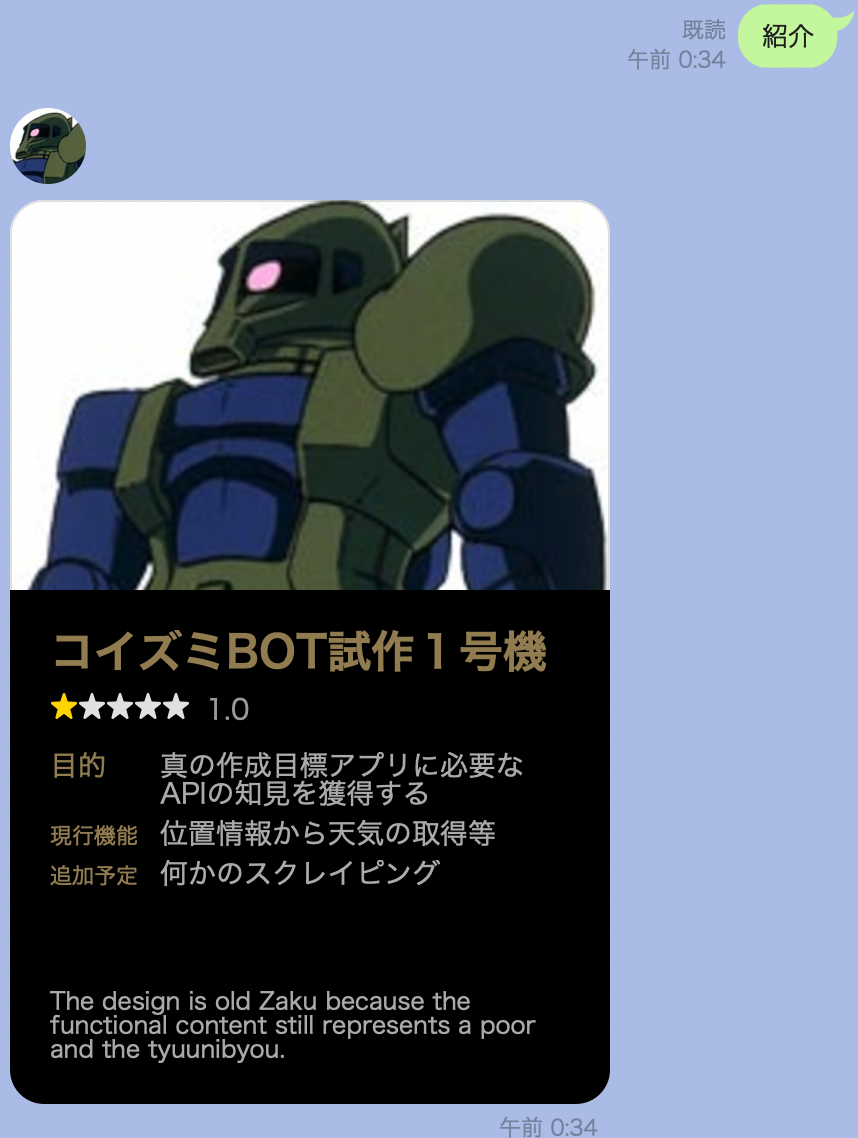 既読
午前 0:34
紹介
コイズミBOT試作１号機
1.0
目的
真の作成目標アプリに必要な
APIの知見を獲得する
現行機能
位置情報から天気の取得等
追加予定
何かのスクレイピング
The design is old Zaku because the
functional content still represents a poor
and the tyuunibyou.
午前 0:34